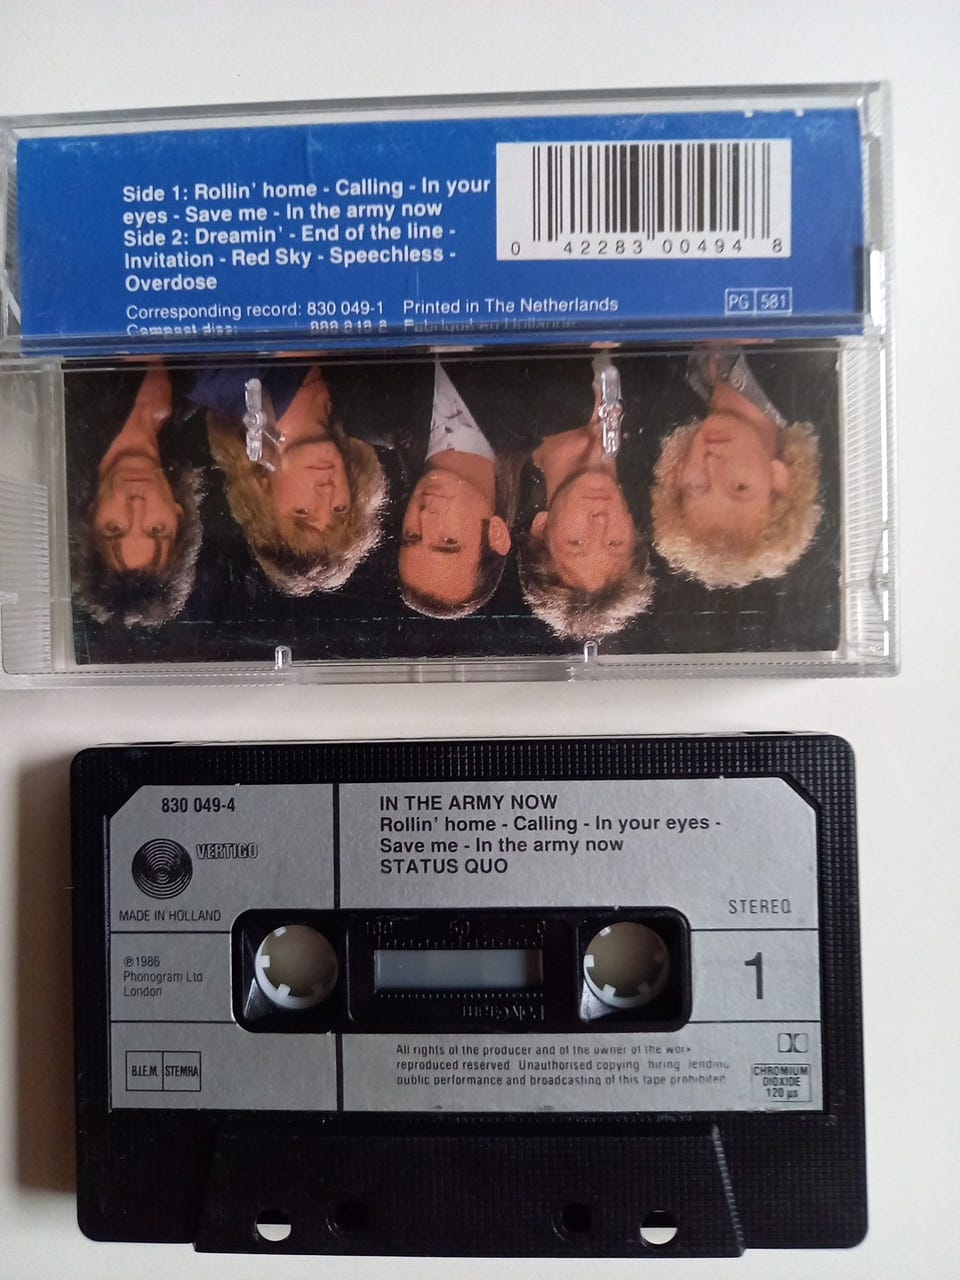 Side 1: Rollin' home - Calling - In your
eyes - Save me - In the army now
Side 2: Dreamin' - End of the line -
Invitation - Red Sky - Speechless -
Overdose
0 42283 00494 8
Corresponding record: 830 049-1 Printed in The Netherlands
PG 581
Compact disc:
830 049-4
VERTIGO
MADE IN HOLLAND
IN THE ARMY NOW
Rollin' home - Calling - In your eyes -
Save me - In the army now
STATUS QUO
STEREO
100 50 0
℗1986
Phonogram Ltd
London
1
B.I.E.M. STEMRA
All rights of the producer and of the owner of the work
reproduced reserved Unauthorised copying hiring lending
public performance and broadcasting of this tape prohibited
CHROMIUM
DIOXIDE
120 µs